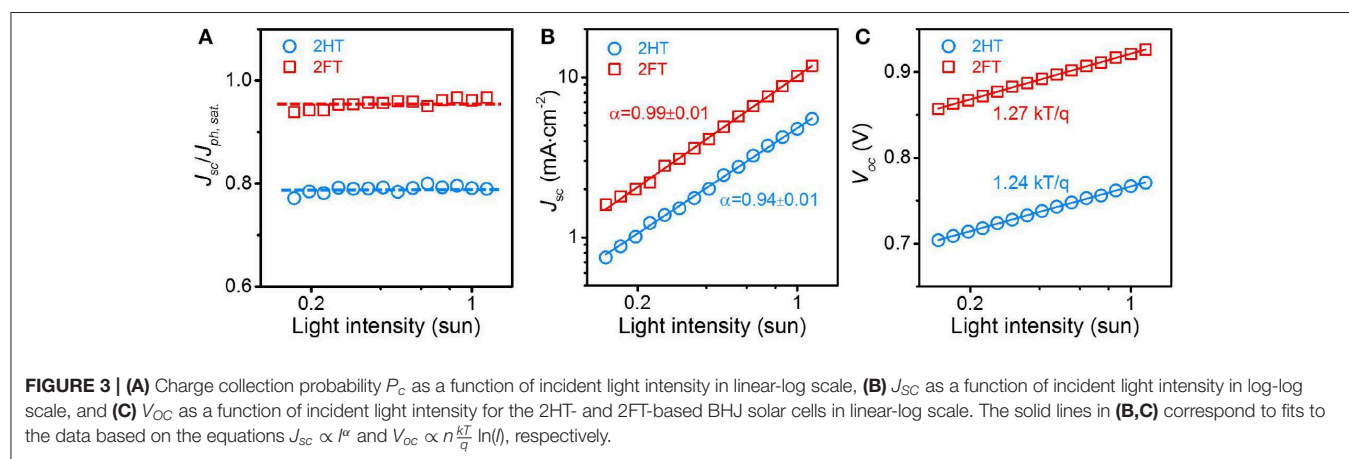 A
2HT
2FT
1.0
0.8
0.6
J_sc/J_ph, sat.
0.2
1
Light intensity (sun)
B
2HT
2FT
10
1
J_sc (mA·cm⁻²)
α=0.99±0.01
α=0.94±0.01
0.2
1
Light intensity (sun)
C
2HT
2FT
0.9
0.7
V_oc (V)
1.27 kT/q
1.24 kT/q
0.2
1
Light intensity (sun)
FIGURE 3 | (A) Charge collection probability P_c as a function of incident light intensity in linear-log scale, (B) J_SC as a function of incident light intensity in log-log
scale, and (C) V_OC as a function of incident light intensity for the 2HT- and 2FT-based BHJ solar cells in linear-log scale. The solid lines in (B,C) correspond to fits to
the data based on the equations J_sc ∝ I^α and V_oc ∝ n kT/q ln(I), respectively.